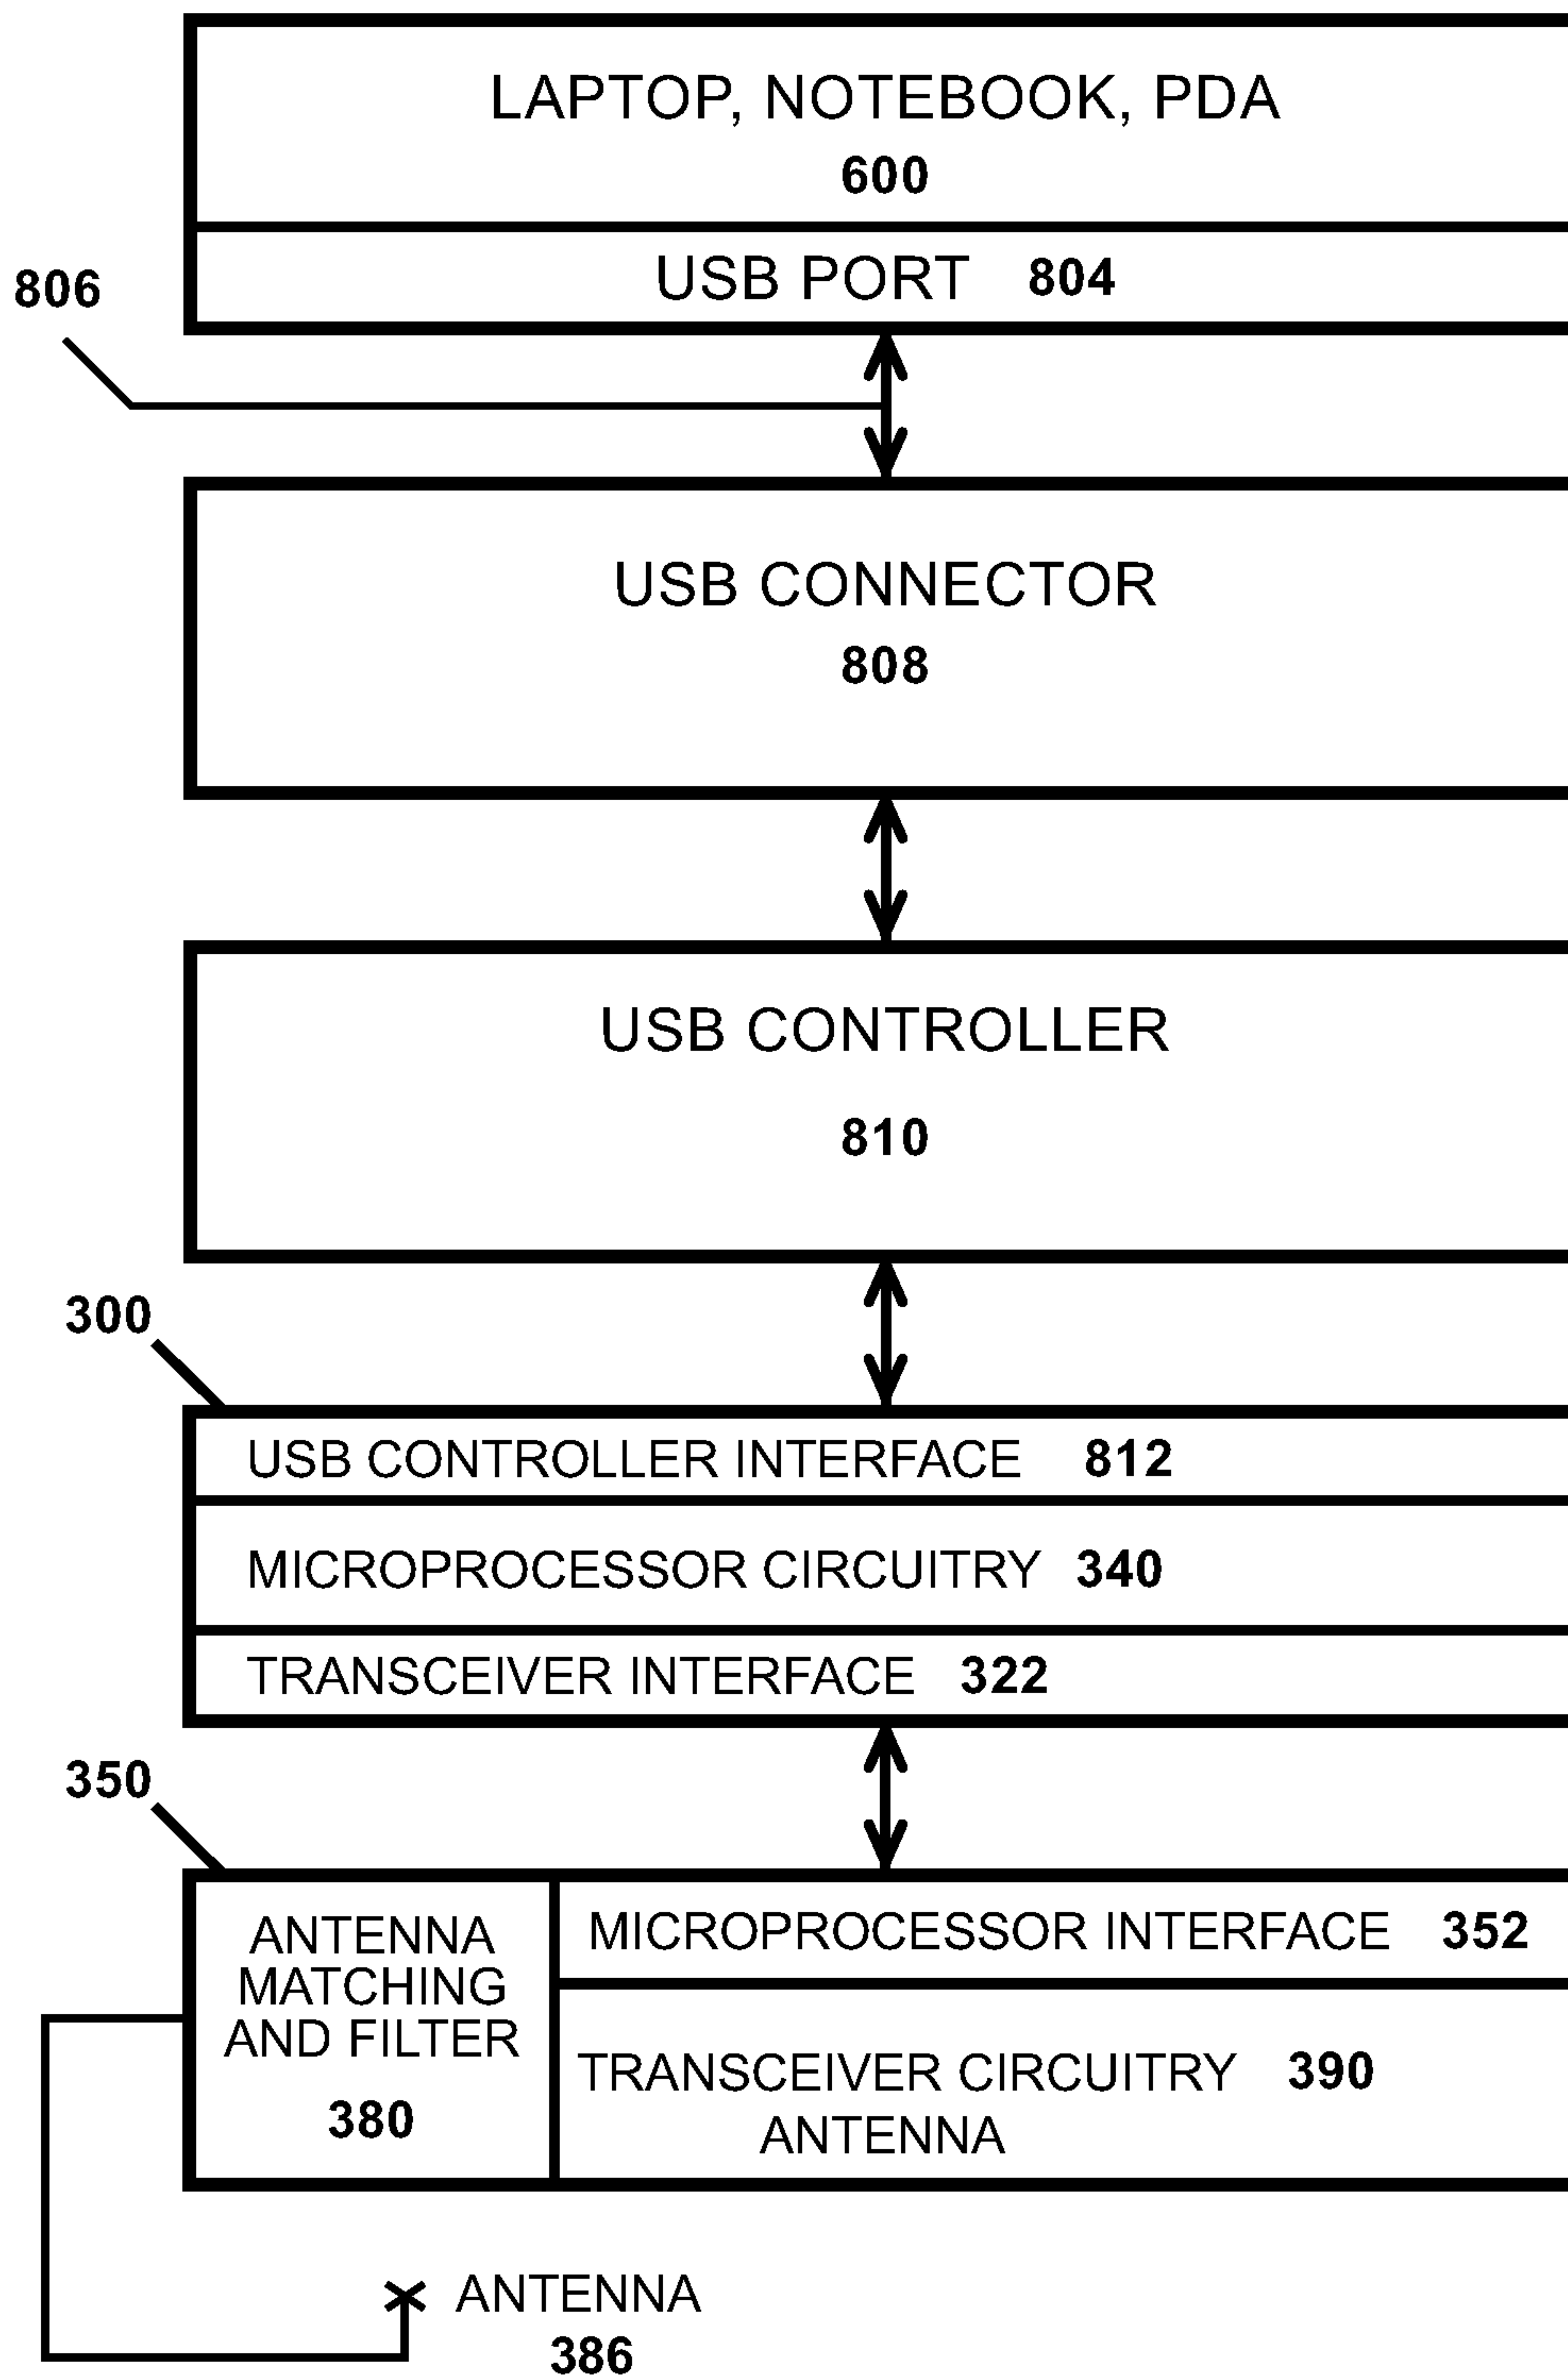 LAPTOP, NOTEBOOK, PDA
600
USB PORT 804
806
USB CONNECTOR
808
USB CONTROLLER
810
300
USB CONTROLLER INTERFACE 812
MICROPROCESSOR CIRCUITRY 340
TRANSCEIVER INTERFACE 322
350
ANTENNA
MATCHING
AND FILTER
380
MICROPROCESSOR INTERFACE 352
TRANSCEIVER CIRCUITRY 390
ANTENNA
ANTENNA
386